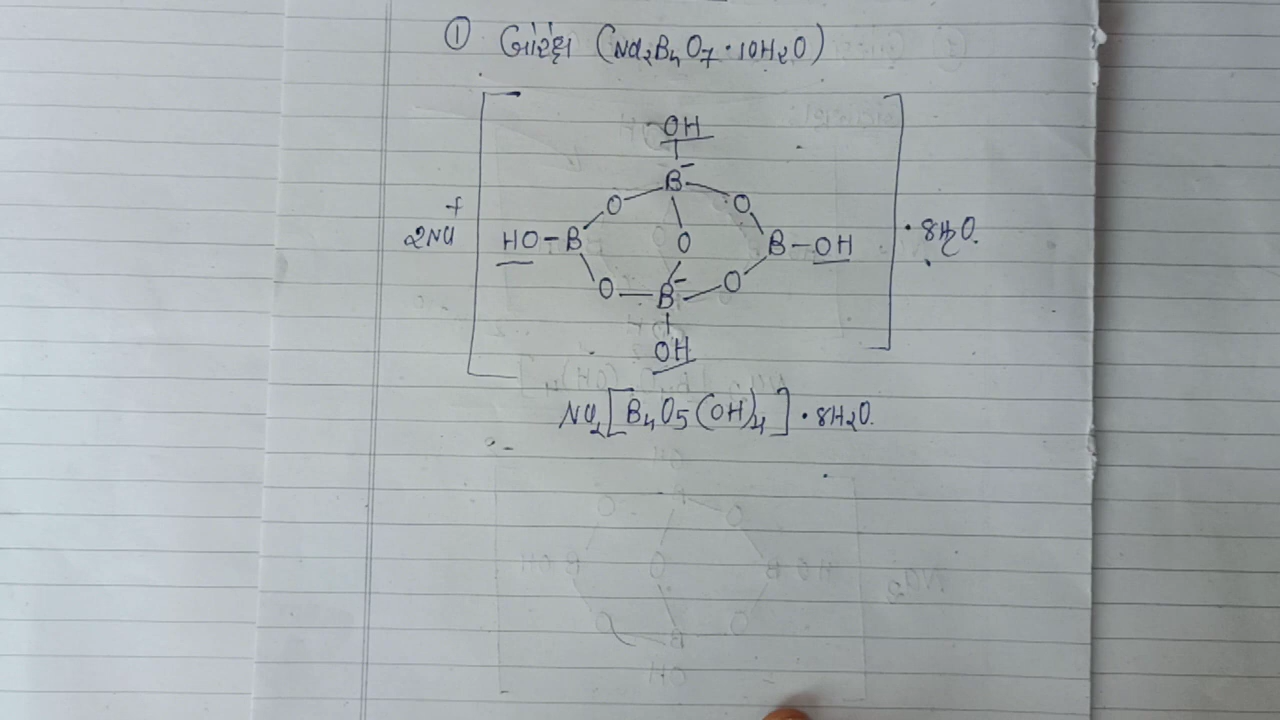 ① બોરેક્ષ (Na₂B₄O₇·10H₂O)
OH
B⁻
O O
2Na⁺ HO-B O B-OH ·8H₂O.
O B⁻ O
OH
Na₂[B₄O₅(OH)₄]·8H₂O.